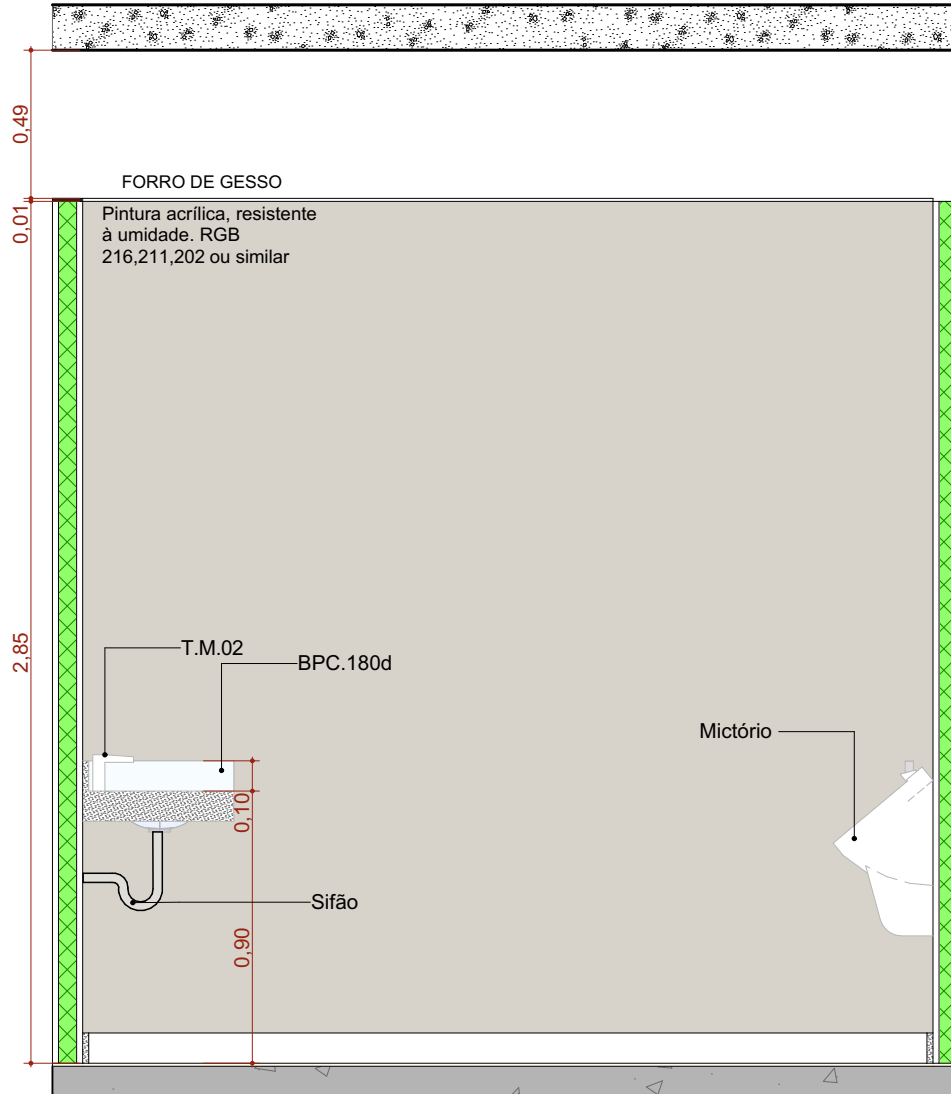 0,49
FORRO DE GESSO
0,01
Pintura acrílica, resistente
à umidade. RGB
216,211,202 ou similar
2,85
T.M.02
BPC.180d
Mictório
0,10
Sifão
0,90